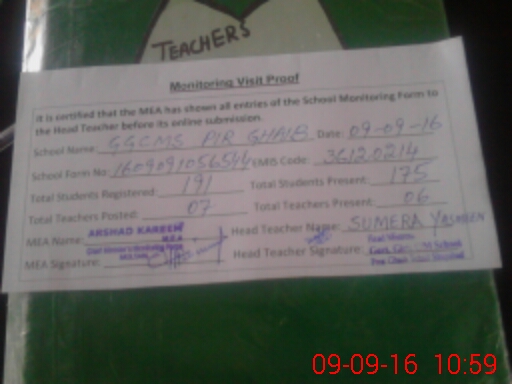 TEACHERS
Monitoring Visit Proof
It is certified that the MEA has shown all entries of the School Monitoring Form to
the Head Teacher before its online submission.
School Name: GGCMS PIR GHAIB Date: 09-09-16
School Form No: EMIS Code: 36120214
Total Students Registered: 191 Total Students Present: 175
Total Teachers Posted: 07 Total Teachers Present: 06
MEA Name: ARSHAD KAREEM Head Teacher Name: SUMERA YASMEEN
M.E.A
MEA Signature: Head Teacher Signature:
09-09-16 10:59